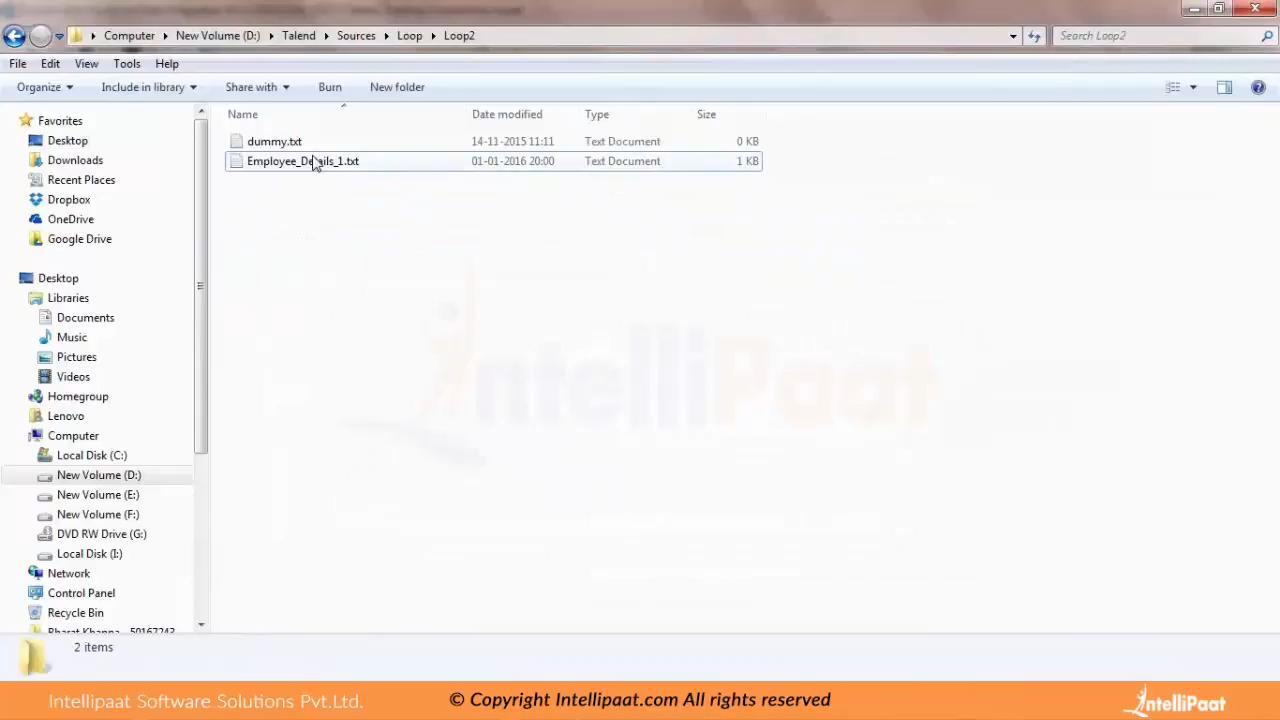 Computer New Volume (D:) Talend Sources Loop Loop2
Search Loop2
File Edit View Tools Help
Organize Include in library Share with Burn New folder
Name Date modified Type Size
dummy.txt 14-11-2015 11:11 Text Document 0 KB
Employee_Details_1.txt 01-01-2016 20:00 Text Document 1 KB
Favorites
Desktop
Downloads
Recent Places
Dropbox
OneDrive
Google Drive
Desktop
Libraries
Documents
Music
Pictures
Videos
Homegroup
Lenovo
Computer
Local Disk (C:)
New Volume (D:)
New Volume (E:)
New Volume (F:)
DVD RW Drive (G:)
Local Disk (I:)
Network
Control Panel
Recycle Bin
Bharat Khanna - 50167243
IntelliPaat
2 items
Intellipaat Software Solutions Pvt.Ltd.
© Copyright Intellipaat.com All rights reserved
IntelliPaat